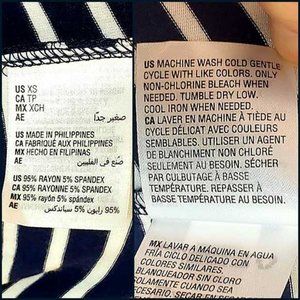 US XS
CA TP
MX XCH
AE صغير جدًا
US MADE IN PHILIPPINES
CA FABRIQUÉ AUX PHILIPPINES
MX HECHO EN FILIPINAS
AE صنع في الفلبين
US 95% RAYON 5% SPANDEX
CA 95% RAYONNE 5% SPANDEX
MX 95% RAYÓN 5% SPANDEX
AE 95% رايون 5% سباندكس
US MACHINE WASH COLD GENTLE
CYCLE WITH LIKE COLORS. ONLY
NON-CHLORINE BLEACH WHEN
NEEDED. TUMBLE DRY LOW.
COOL IRON WHEN NEEDED.
CA LAVER EN MACHINE À TIÈDE AU
CYCLE DÉLICAT AVEC COULEURS
SEMBLABLES. UTILISER UN AGENT
DE BLANCHIMENT NON CHLORÉ
SEULEMENT AU BESOIN. SÉCHER
PAR CULBUTAGE À BASSE
TEMPÉRATURE. REPASSER À
BASSE TEMPÉRATURE AU BESOIN.
MX LAVAR A MÁQUINA EN AGUA
FRÍA CICLO DELICADO CON
COLORES SIMILARES.
BLANQUEADOR SIN CLORO
CUANDO SEA
NECESARIO. SECAR EN